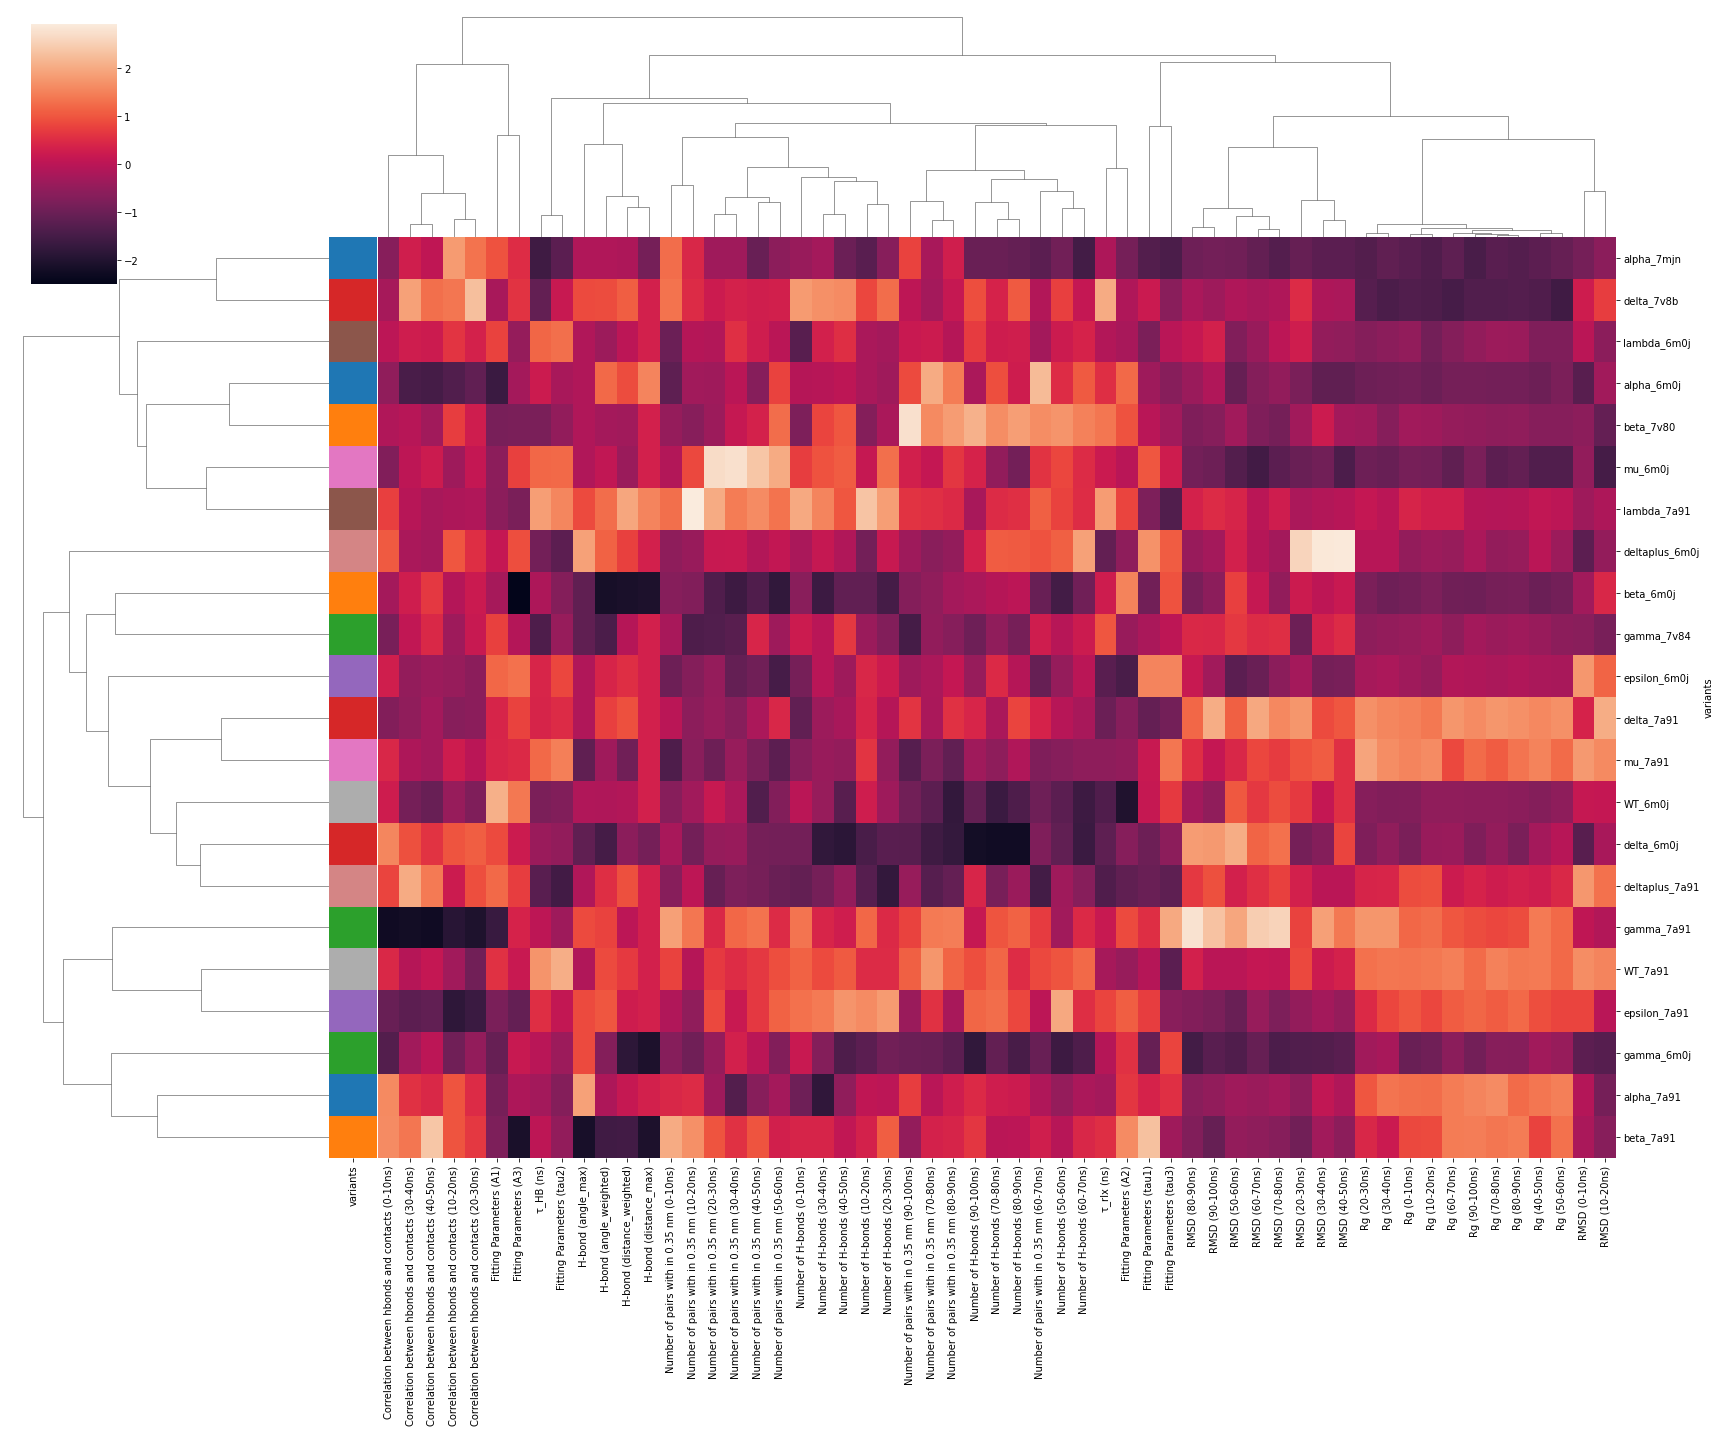 2
1
0
−1
−2
alpha_7mjn
delta_7v8b
lambda_6m0j
alpha_6m0j
beta_7v80
mu_6m0j
lambda_7a91
deltaplus_6m0j
beta_6m0j
gamma_7v84
epsilon_6m0j
delta_7a91
mu_7a91
WT_6m0j
delta_6m0j
deltaplus_7a91
gamma_7a91
WT_7a91
epsilon_7a91
gamma_6m0j
alpha_7a91
beta_7a91
variants
variants
Correlation between hbonds and contacts (0-10ns)
Correlation between hbonds and contacts (30-40ns)
Correlation between hbonds and contacts (40-50ns)
Correlation between hbonds and contacts (10-20ns)
Correlation between hbonds and contacts (20-30ns)
Fitting Parameters (A1)
Fitting Parameters (A3)
τ_HB (ns)
Fitting Parameters (tau2)
H-bond (angle_max)
H-bond (angle_weighted)
H-bond (distance_weighted)
H-bond (distance_max)
Number of pairs with in 0.35 nm (0-10ns)
Number of pairs with in 0.35 nm (10-20ns)
Number of pairs with in 0.35 nm (20-30ns)
Number of pairs with in 0.35 nm (30-40ns)
Number of pairs with in 0.35 nm (40-50ns)
Number of pairs with in 0.35 nm (50-60ns)
Number of H-bonds (0-10ns)
Number of H-bonds (30-40ns)
Number of H-bonds (40-50ns)
Number of H-bonds (10-20ns)
Number of H-bonds (20-30ns)
Number of pairs with in 0.35 nm (90-100ns)
Number of pairs with in 0.35 nm (70-80ns)
Number of pairs with in 0.35 nm (80-90ns)
Number of H-bonds (90-100ns)
Number of H-bonds (70-80ns)
Number of H-bonds (80-90ns)
Number of pairs with in 0.35 nm (60-70ns)
Number of H-bonds (50-60ns)
Number of H-bonds (60-70ns)
τ_rlx (ns)
Fitting Parameters (A2)
Fitting Parameters (tau1)
Fitting Parameters (tau3)
RMSD (80-90ns)
RMSD (90-100ns)
RMSD (50-60ns)
RMSD (60-70ns)
RMSD (70-80ns)
RMSD (20-30ns)
RMSD (30-40ns)
RMSD (40-50ns)
Rg (20-30ns)
Rg (30-40ns)
Rg (0-10ns)
Rg (10-20ns)
Rg (60-70ns)
Rg (90-100ns)
Rg (70-80ns)
Rg (80-90ns)
Rg (40-50ns)
Rg (50-60ns)
RMSD (0-10ns)
RMSD (10-20ns)